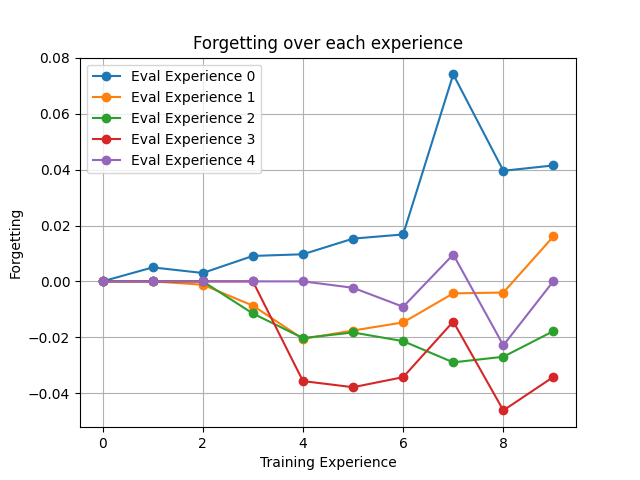 Forgetting over each experience
Eval Experience 0
Eval Experience 1
Eval Experience 2
Eval Experience 3
Eval Experience 4
0.08
0.06
0.04
0.02
0.00
−0.02
−0.04
Forgetting
0 2 4 6 8
Training Experience